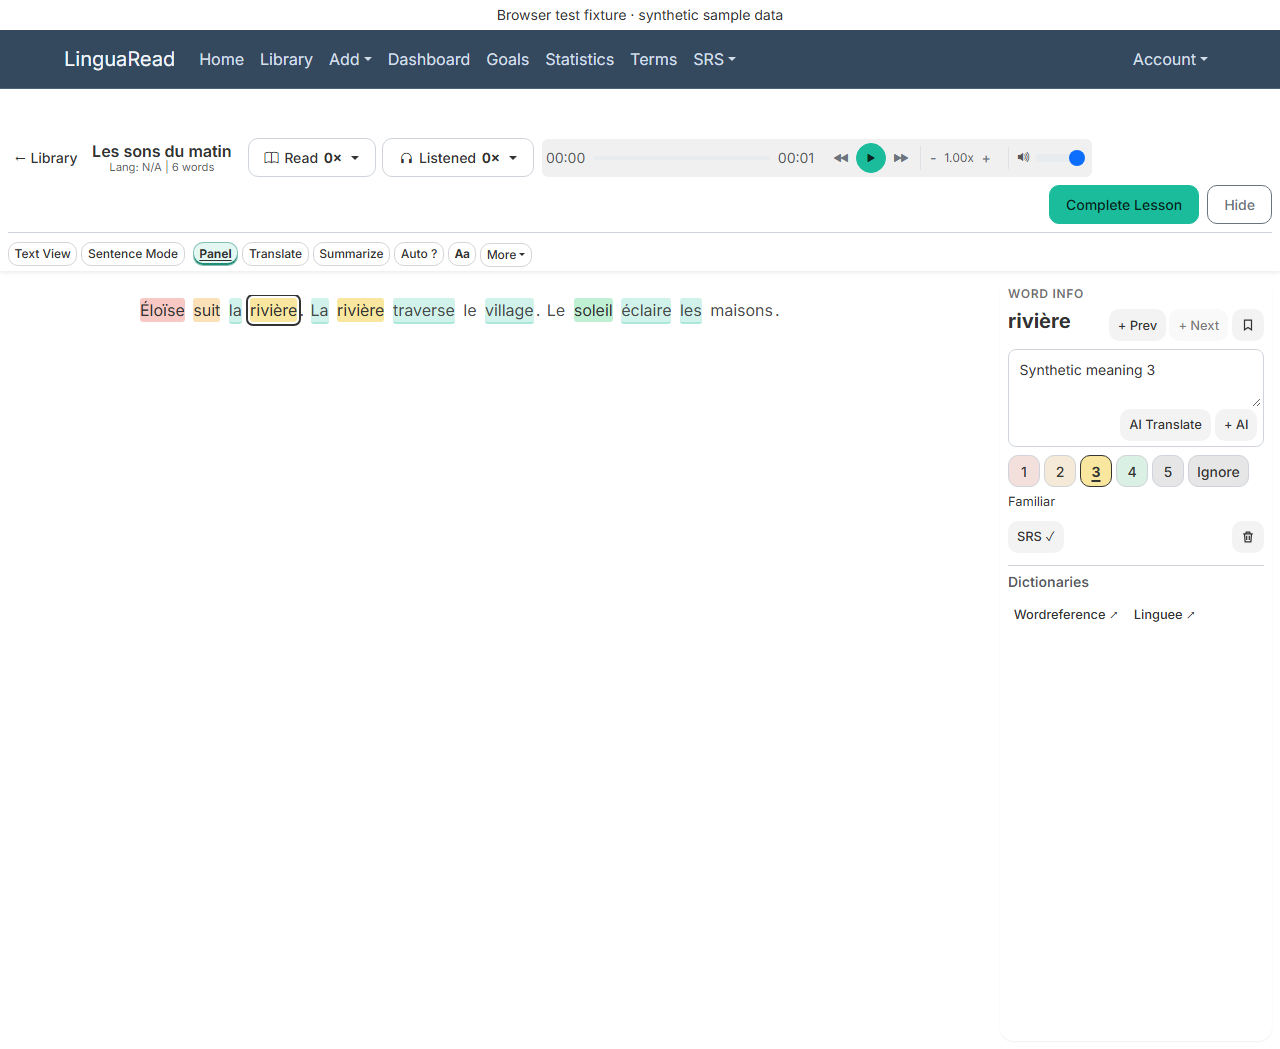 Browser test fixture · synthetic sample data
LinguaRead Home Library Add Dashboard Goals Statistics Terms SRS Account
← Library Les sons du matin Read 0× Listened 0× 00:00 00:01 - 1.00x +
Lang: N/A | 6 words
Complete Lesson Hide
Text View Sentence Mode Panel Translate Summarize Auto ? Aa More
Éloïse suit la rivière. La rivière traverse le village. Le soleil éclaire les maisons.
WORD INFO
rivière + Prev + Next
Synthetic meaning 3
AI Translate + AI
1 2 3 4 5 Ignore
Familiar
SRS ✓
Dictionaries
Wordreference ↗ Linguee ↗